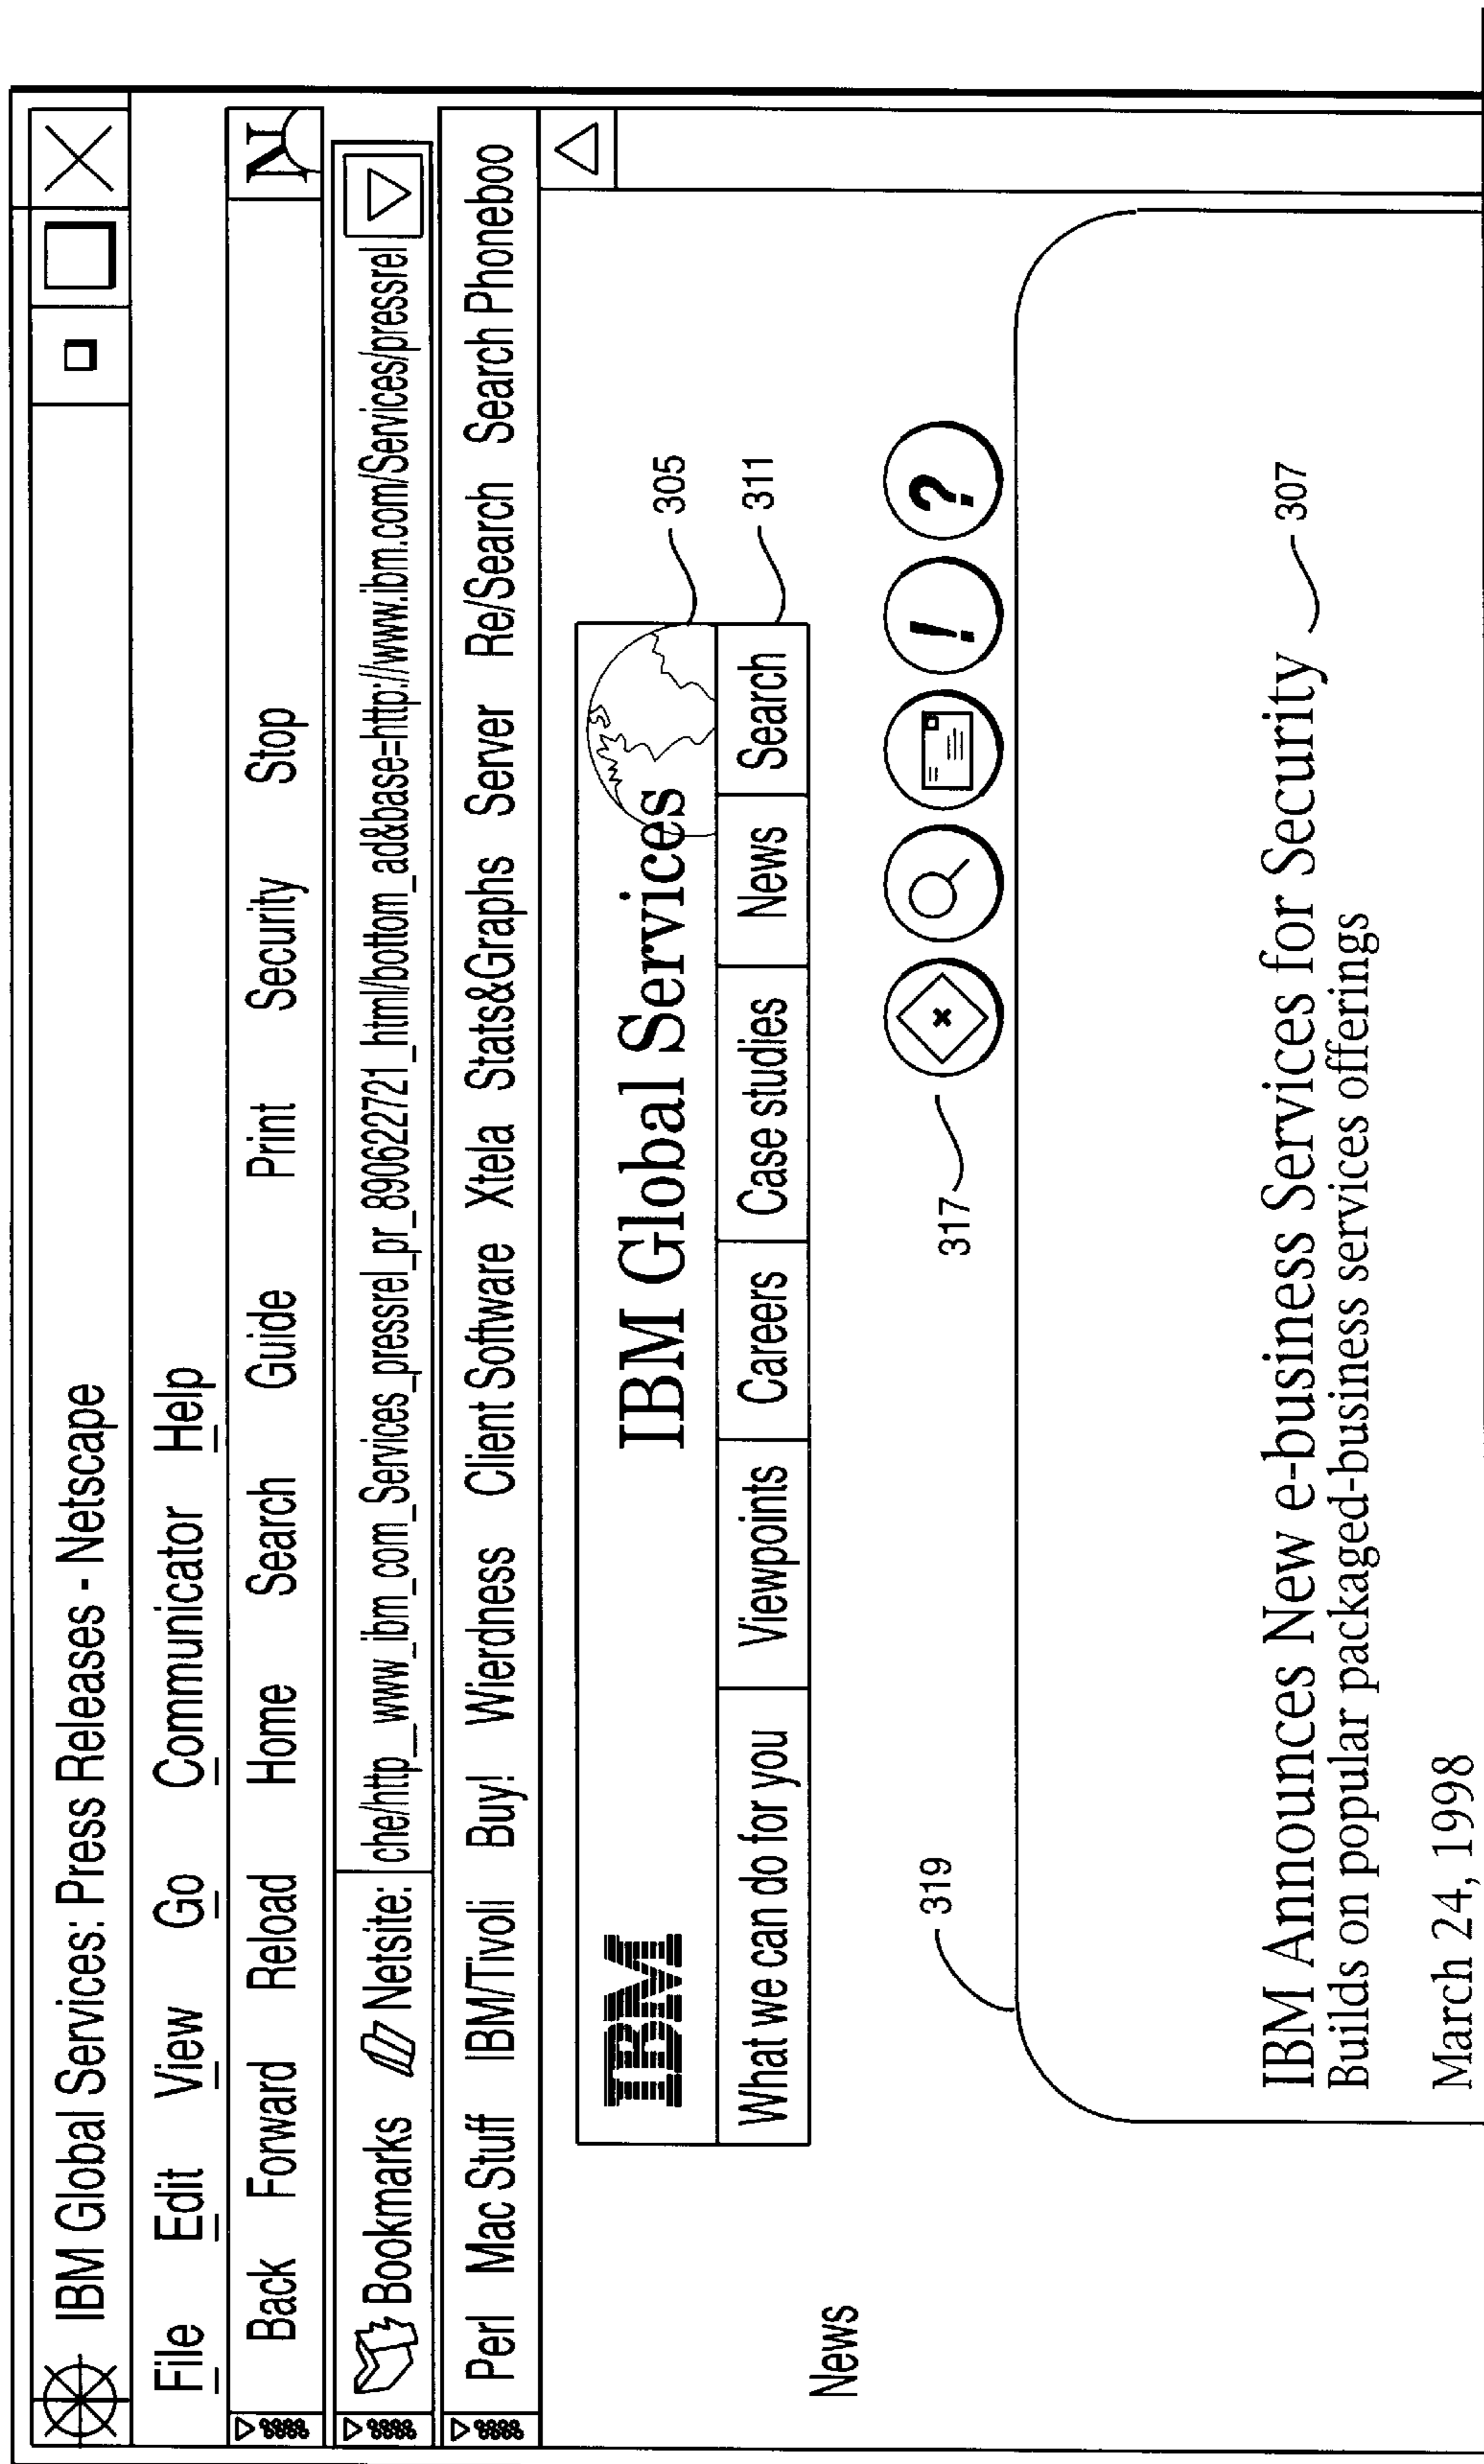 IBM Global Services: Press Releases - Netscape
File Edit View Go Communicator Help
Back Forward Reload Home Search Guide Print Security Stop N
Bookmarks Netsite: che/http__www_ibm_com_Services_pressrel_pr_890622721_html/bottom_ad&base=http://www.ibm.com/Services/pressrel
Perl Mac Stuff IBM/Tivoli Buy! Wierdness Client Software Xtela Stats&Graphs Server Re/Search Search Phoneboo
IBM IBM Global Services 305
What we can do for you Viewpoints Careers Case studies News Search 311
News
! ?
319 317
IBM Announces New e-business Services for Security 307
Builds on popular packaged-business services offerings
March 24, 1998